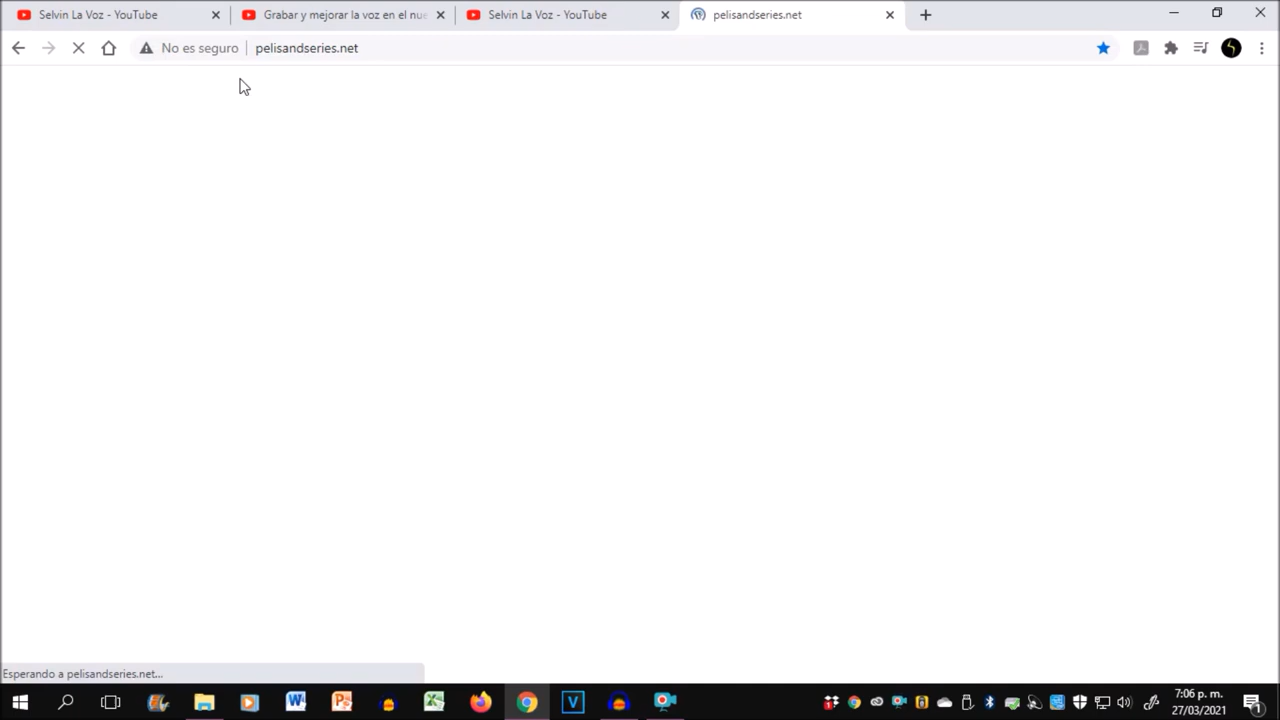 Selvin La Voz - YouTube
Grabar y mejorar la voz en el nue
Selvin La Voz - YouTube
pelisandseries.net
No es seguro
pelisandseries.net
Esperando a pelisandseries.net...
7:06 p. m.
27/03/2021
1